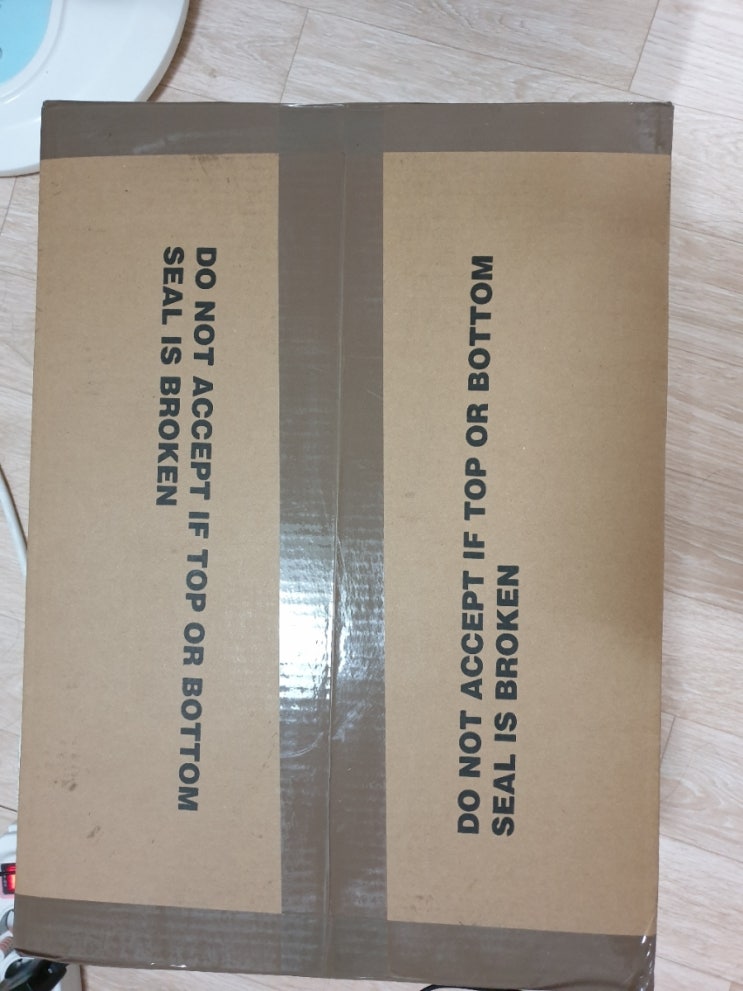 DO NOT ACCEPT IF TOP OR BOTTOM
SEAL IS BROKEN
DO NOT ACCEPT IF TOP OR BOTTOM
SEAL IS BROKEN